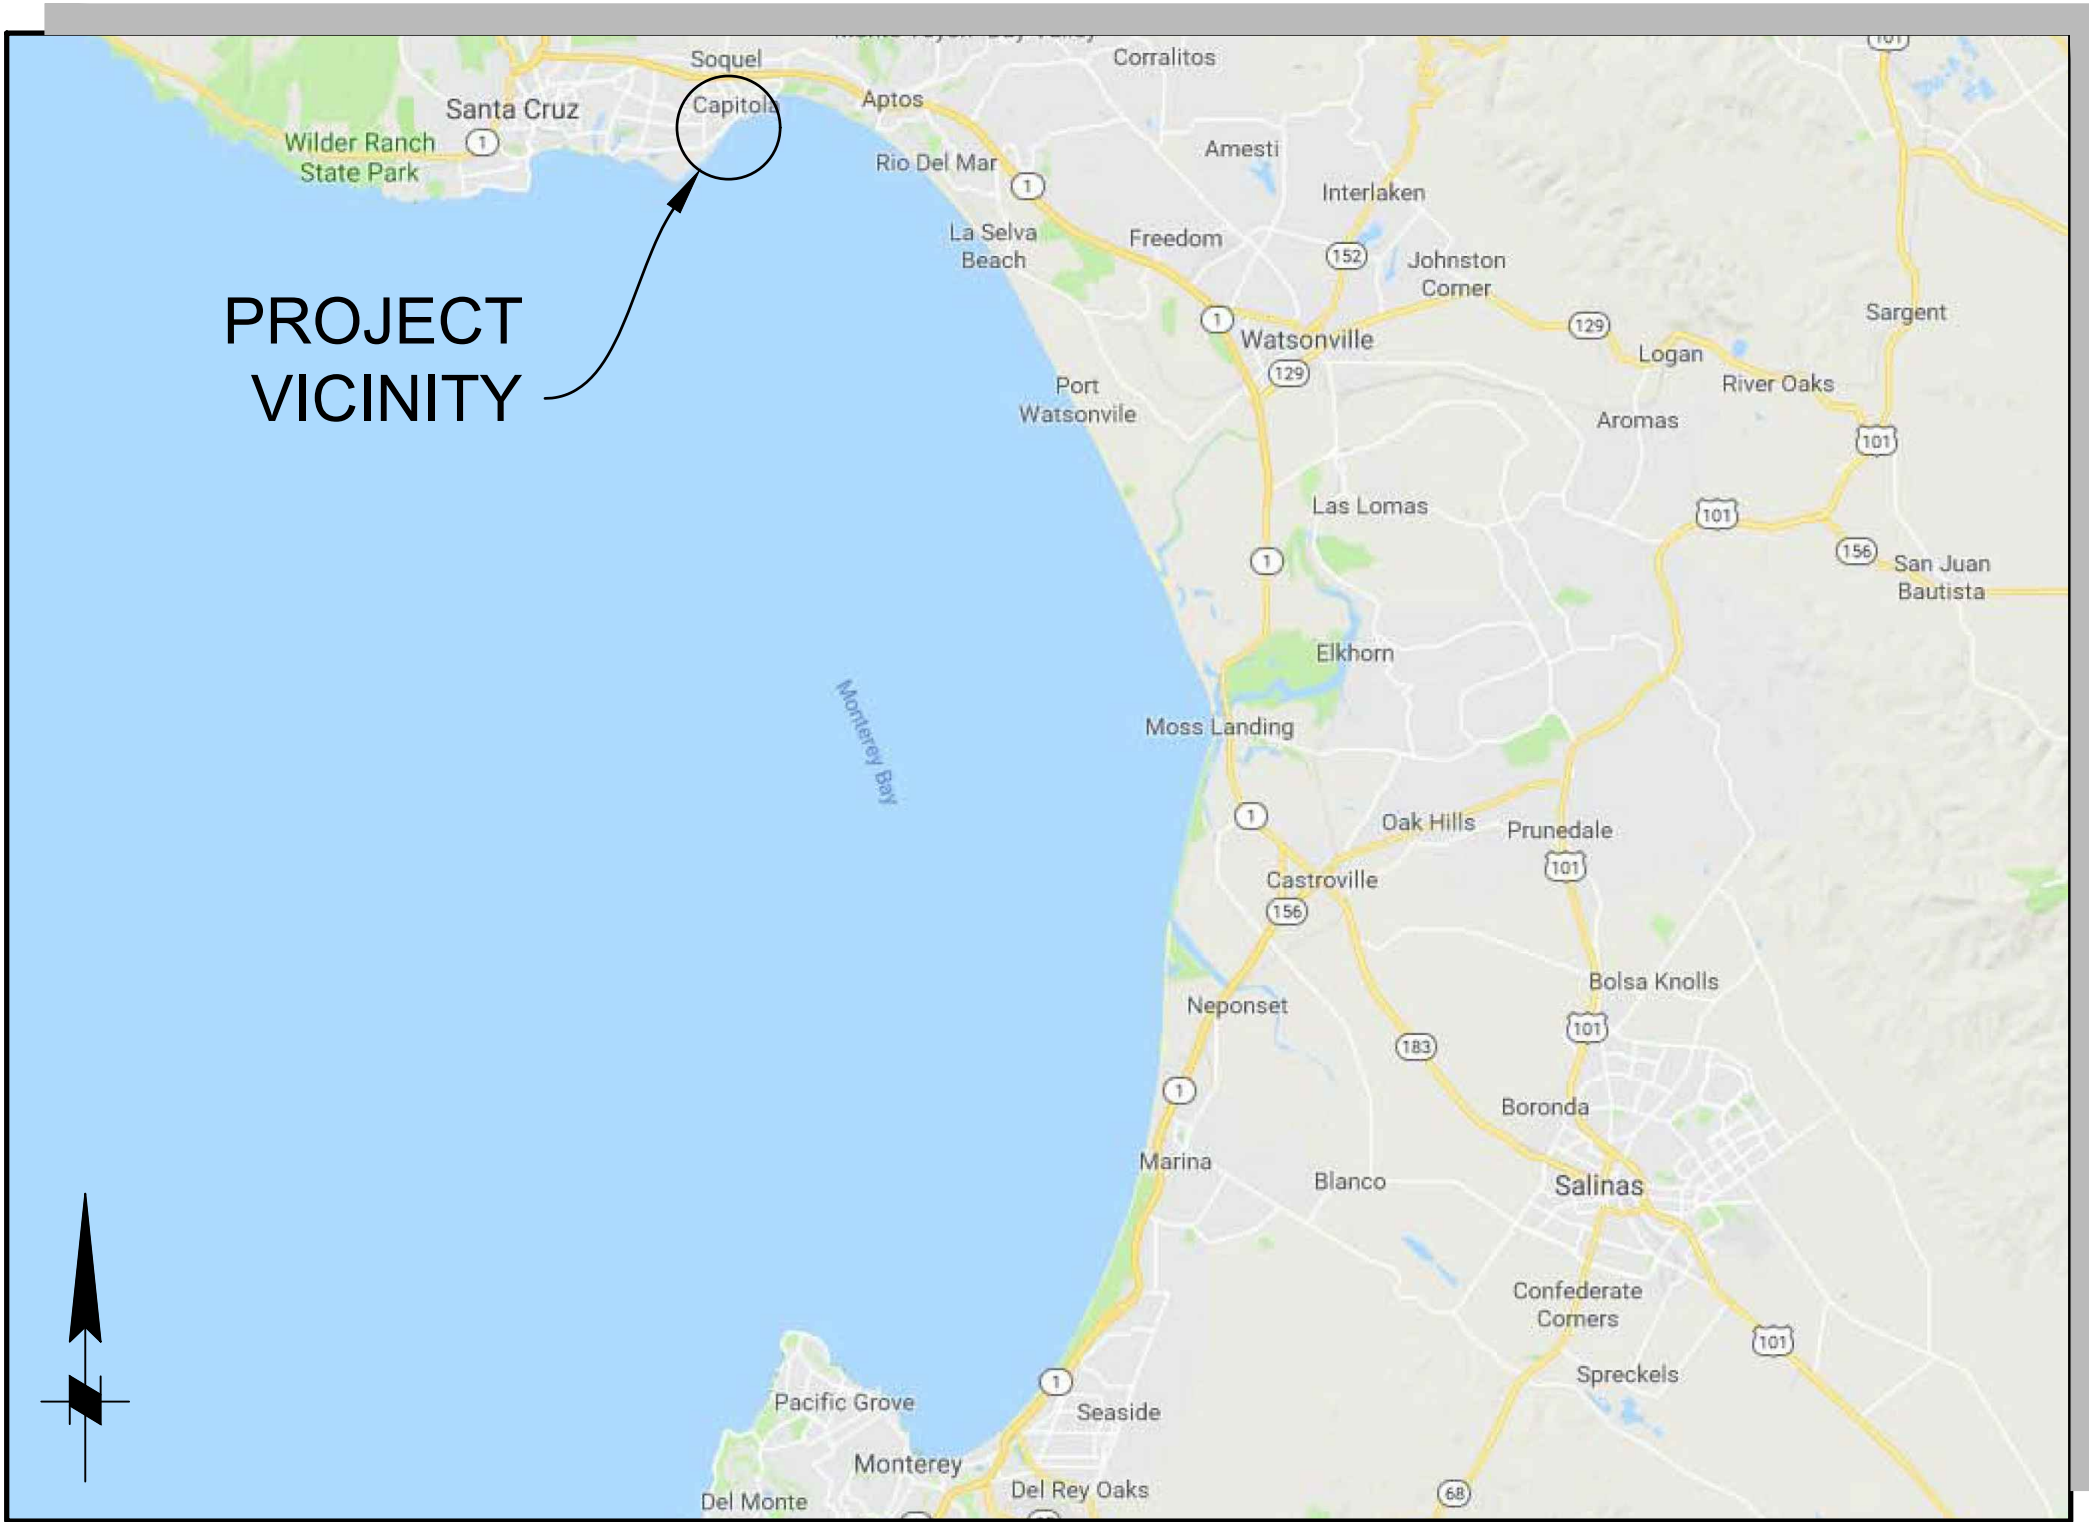 Soquel
Corralitos
101
Santa Cruz
Capitola
Aptos
1
Wilder Ranch
State Park
Rio Del Mar
Amesti
1
Interlaken
La Selva
Beach
Freedom
152
Johnston
Corner
PROJECT
VICINITY
1
Watsonville
129
129
Sargent
Logan
River Oaks
Port
Watsonvile
Aromas
101
Las Lomas
101
1
156
San Juan
Bautista
Elkhorn
Monterey Bay
Moss Landing
1
Oak Hills
Prunedale
101
Castroville
156
Bolsa Knolls
Neponset
101
183
1
Boronda
Marina
Blanco
Salinas
Confederate
Corners
101
Spreckels
1
Pacific Grove
Seaside
Monterey
Del Rey Oaks
Del Monte
68